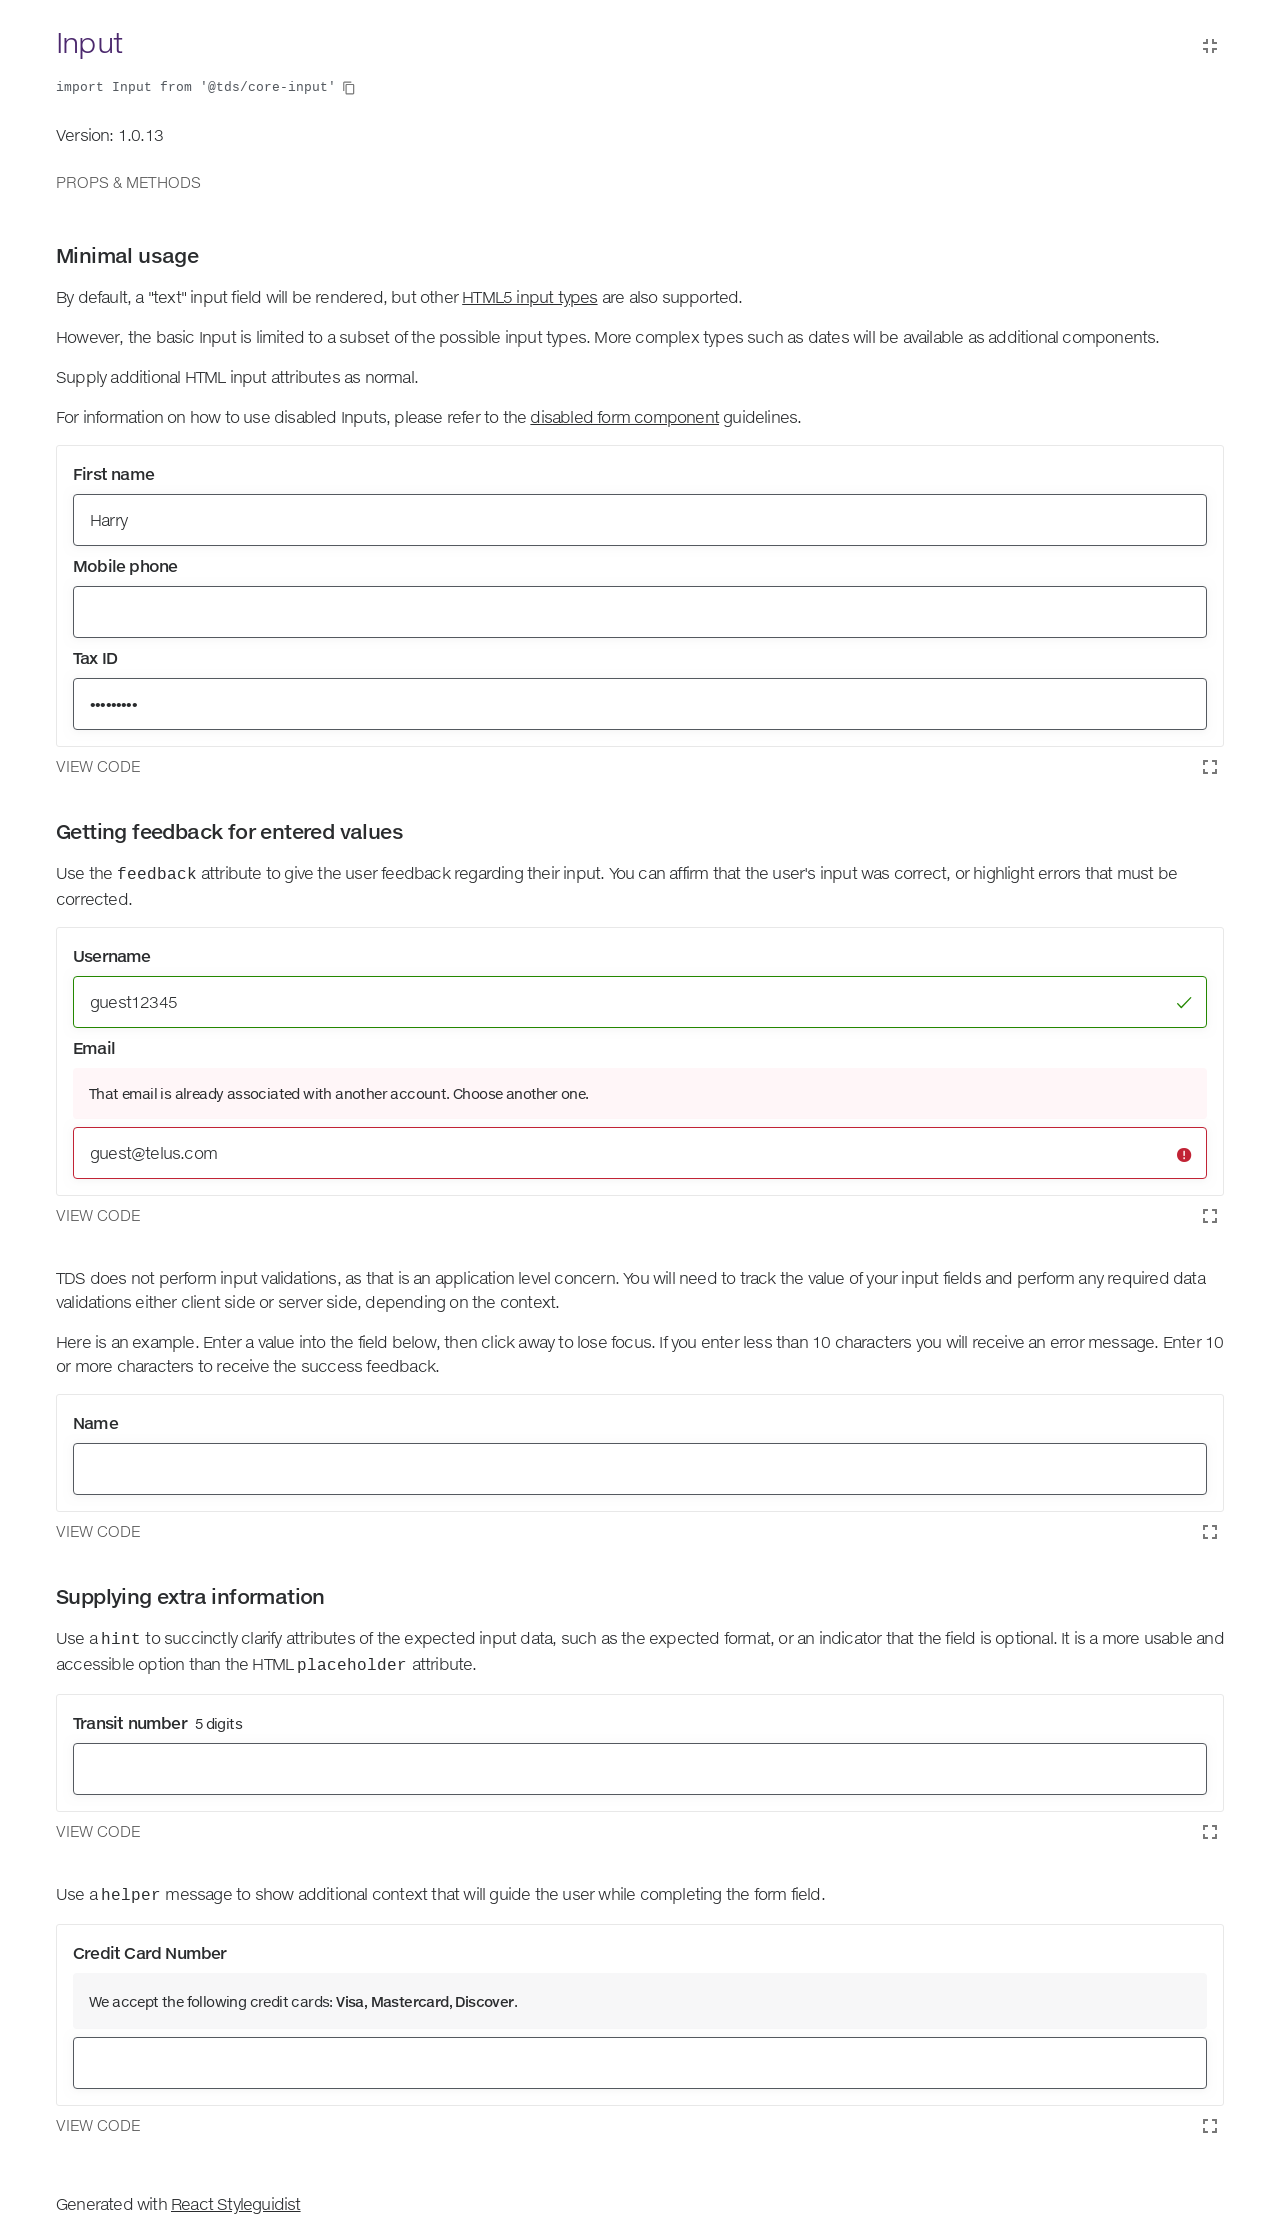 Input
import Input from '@tds/core-input'
Version: 1.0.13
PROPS & METHODS
Minimal usage
By default, a "text" input field will be rendered, but other HTML5 input types are also supported.
However, the basic Input is limited to a subset of the possible input types. More complex types such as dates will be available as additional components.
Supply additional HTML input attributes as normal.
For information on how to use disabled Inputs, please refer to the disabled form component guidelines.
First name
Harry
Mobile phone
Tax ID
•••••••••
VIEW CODE
Getting feedback for entered values
Use the feedback attribute to give the user feedback regarding their input. You can affirm that the user's input was correct, or highlight errors that must be
corrected.
Username
guest12345
Email
That email is already associated with another account. Choose another one.
guest@telus.com
VIEW CODE
TDS does not perform input validations, as that is an application level concern. You will need to track the value of your input fields and perform any required data
validations either client side or server side, depending on the context.
Here is an example. Enter a value into the field below, then click away to lose focus. If you enter less than 10 characters you will receive an error message. Enter 10
or more characters to receive the success feedback.
Name
VIEW CODE
Supplying extra information
Use a hint to succinctly clarify attributes of the expected input data, such as the expected format, or an indicator that the field is optional. It is a more usable and
accessible option than the HTML placeholder attribute.
Transit number 5 digits
VIEW CODE
Use a helper message to show additional context that will guide the user while completing the form field.
Credit Card Number
We accept the following credit cards: Visa, Mastercard, Discover.
VIEW CODE
Generated with React Styleguidist